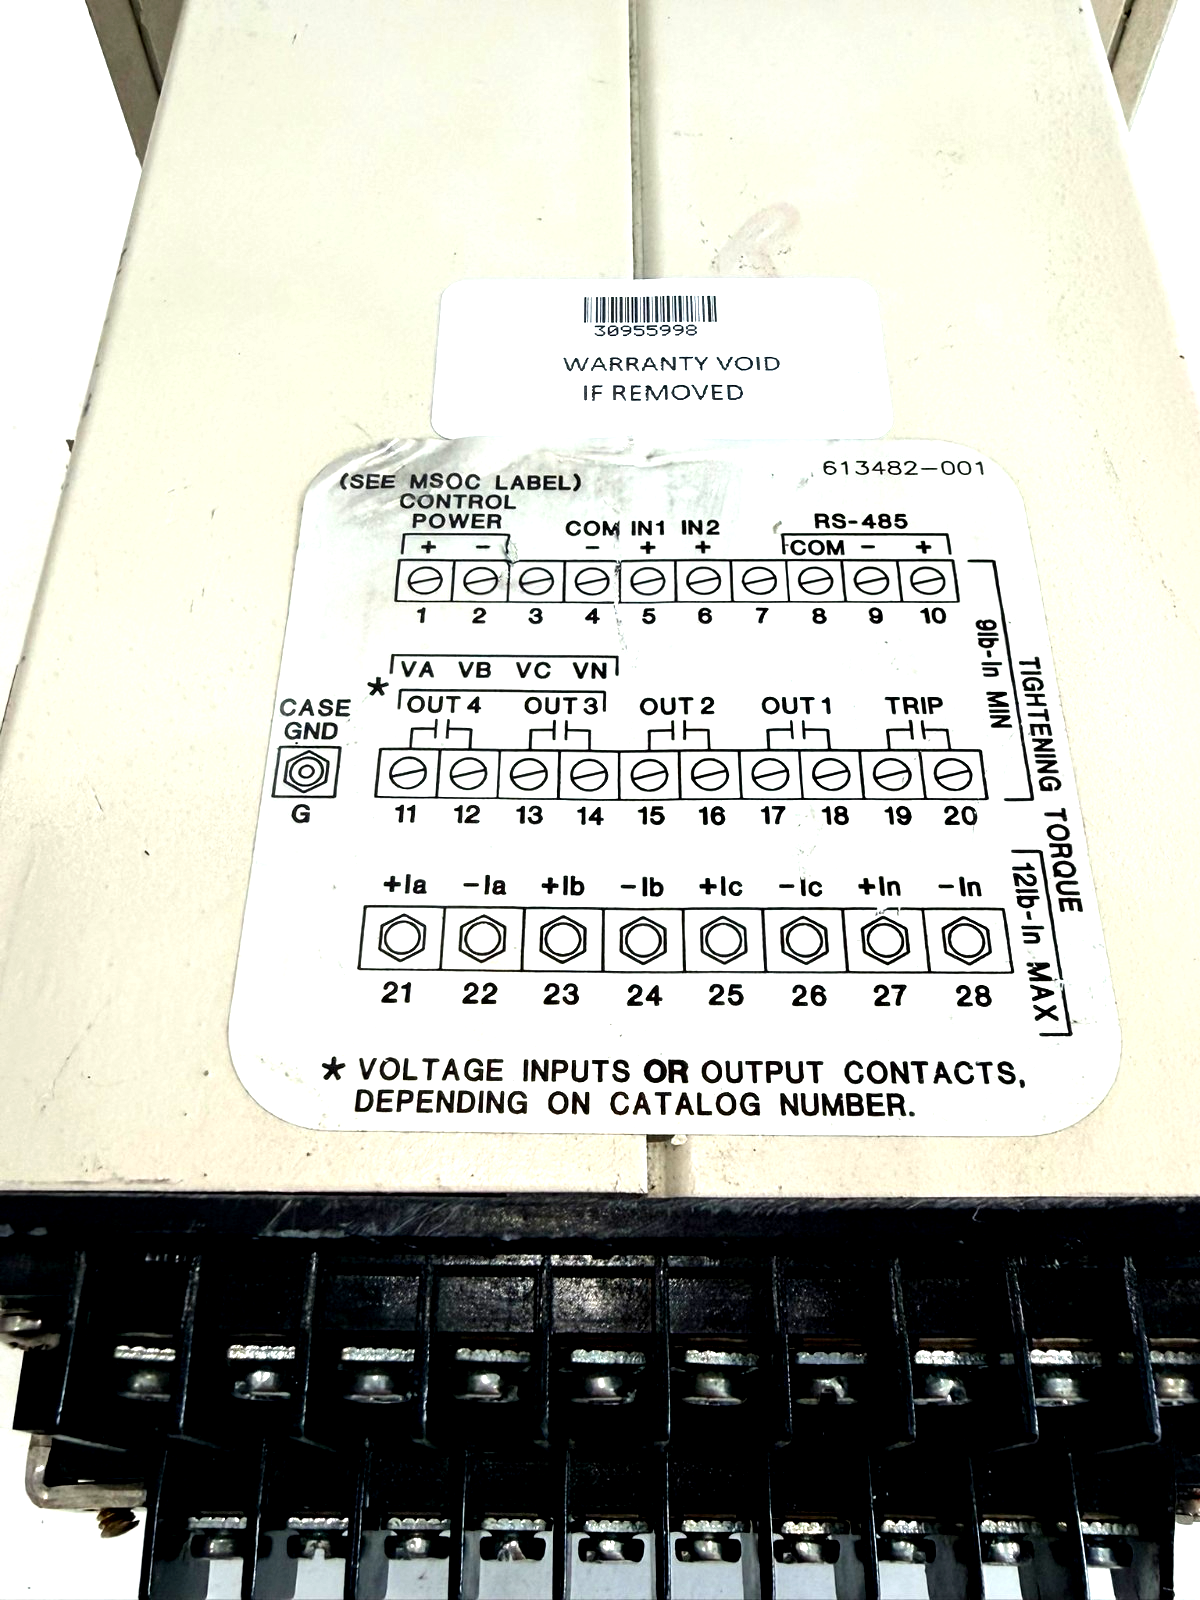 30955998
WARRANTY VOID
IF REMOVED
613482-001
(SEE MSOC LABEL)
CONTROL
POWER
COM IN1 IN2
RS-485
+ − − + + COM − +
1 2 3 4 5 6 7 8 9 10
VA VB VC VN
* OUT 4 OUT 3 OUT 2 OUT 1 TRIP
CASE
GND
G
11 12 13 14 15 16 17 18 19 20
+Ia −Ia +Ib −Ib +Ic −Ic +In −In
21 22 23 24 25 26 27 28
9lb-In MIN
TIGHTENING TORQUE
12lb-In MAX
* VOLTAGE INPUTS OR OUTPUT CONTACTS,
DEPENDING ON CATALOG NUMBER.